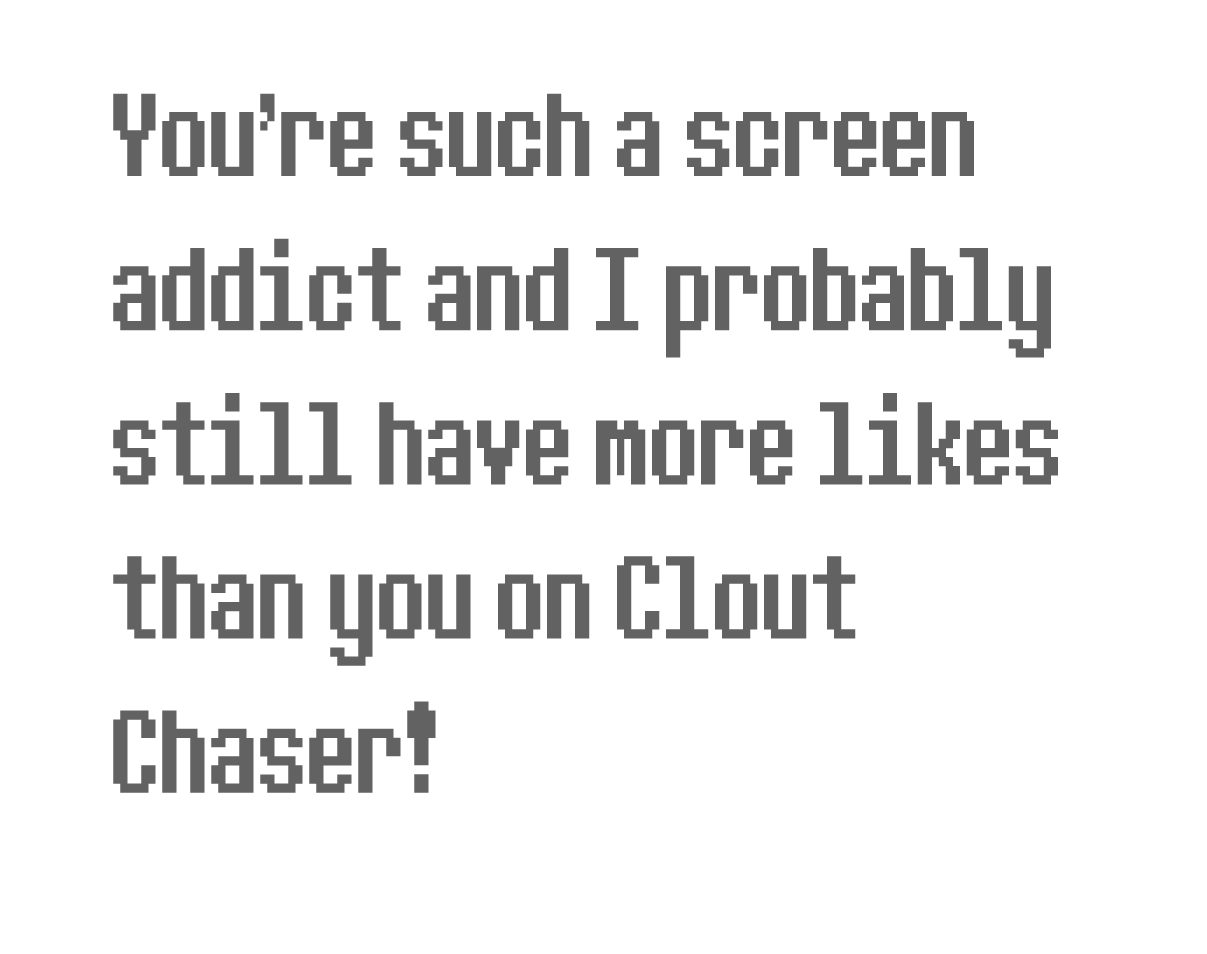 You're such a screen
addict and I probably
still have more likes
than you on Clout
Chaser!